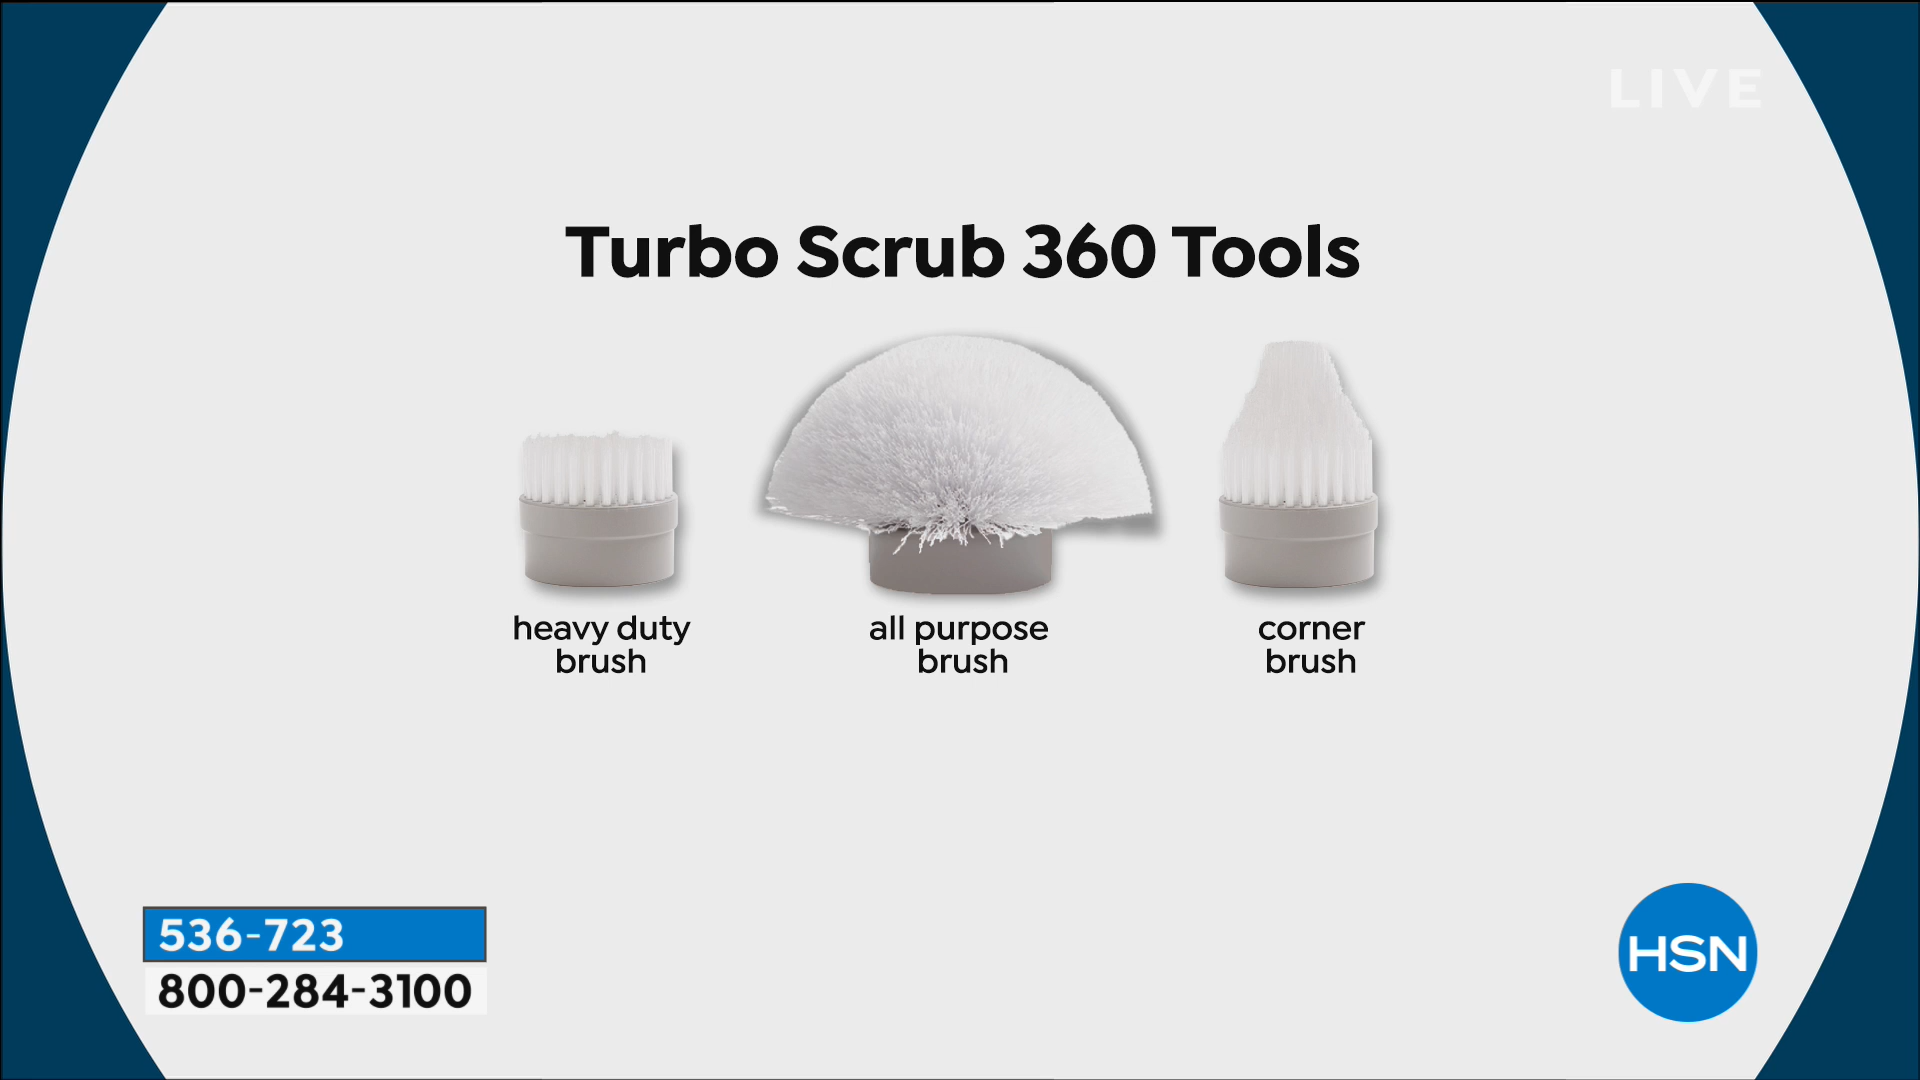 LIVE
Turbo Scrub 360 Tools
heavy duty
brush
all purpose
brush
corner
brush
536-723
800-284-3100
HSN